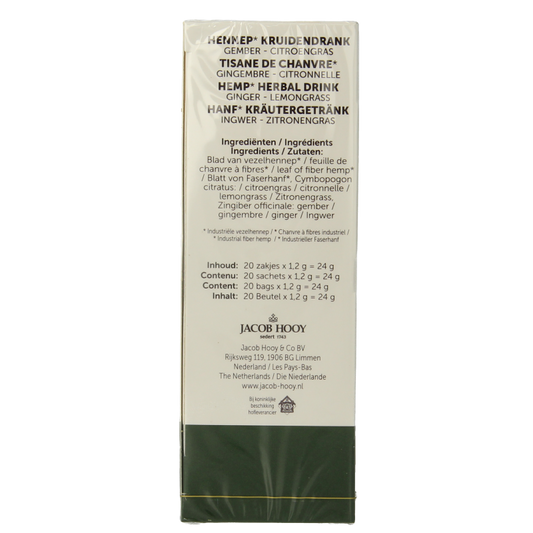 HENNEP* KRUIDENDRANK
GEMBER - CITROENGRAS
TISANE DE CHANVRE*
GINGEMBRE - CITRONNELLE
HEMP* HERBAL DRINK
GINGER - LEMONGRASS
HANF* KRÄUTERGETRÄNK
INGWER - ZITRONENGRAS
Ingrediënten / Ingrédients
Ingredients / Zutaten:
Blad van vezelhennep* / feuille de
chanvre à fibres* / leaf of fiber hemp*
/ Blatt von Faserhanf*, Cymbopogon
citratus: / citroengras / citronnelle /
lemongrass / Zitronengrass,
Zingiber officinale: gember /
gingembre / ginger / Ingwer
* Industriële vezelhennep / * Chanvre à fibres industriel /
* Industrial fiber hemp / * Industrieller Faserhanf
Inhoud: 20 zakjes x 1,2 g = 24 g
Contenu: 20 sachets x 1,2 g = 24 g
Content: 20 bags x 1,2 g = 24 g
Inhalt: 20 Beutel x 1,2 g = 24 g
JACOB HOOY
sedert 1743
Jacob Hooy & Co BV
Rijksweg 119, 1906 BG Limmen
Nederland / Les Pays-Bas
The Netherlands / Die Niederlande
www.jacob-hooy.nl
Bij koninklijke
beschikking
hofleverancier